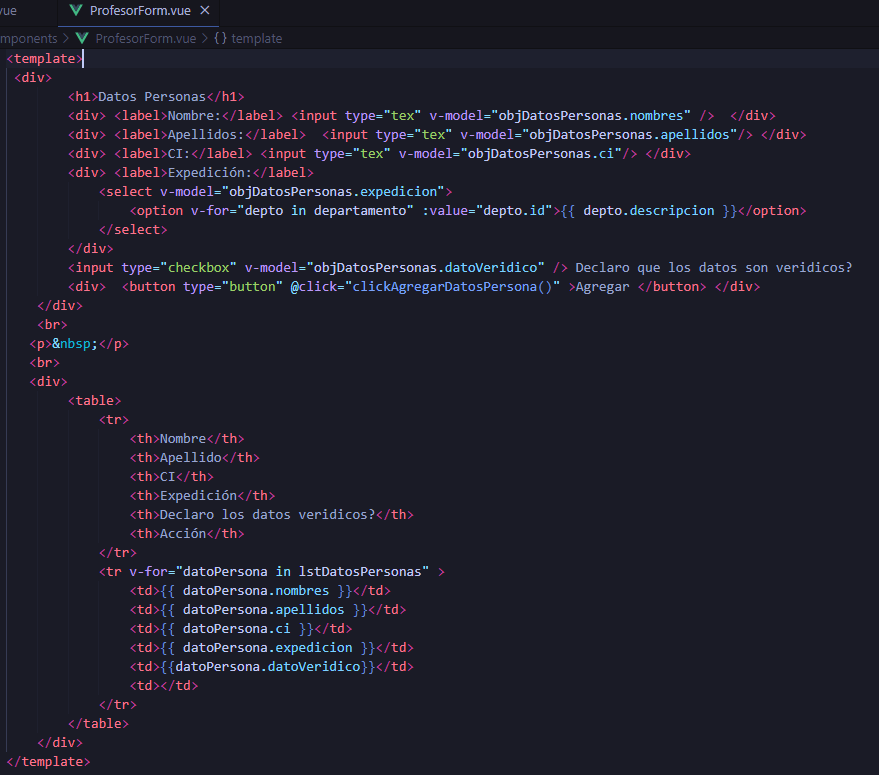 vue ProfesorForm.vue ×
mponents > ProfesorForm.vue > {} template
<template>
<div>
<h1>Datos Personas</h1>
<div> <label>Nombre:</label> <input type="tex" v-model="objDatosPersonas.nombres" />  </div>
<div> <label>Apellidos:</label>  <input type="tex" v-model="objDatosPersonas.apellidos"/> </div>
<div> <label>CI:</label> <input type="tex" v-model="objDatosPersonas.ci"/> </div>
<div> <label>Expedición:</label>
<select v-model="objDatosPersonas.expedicion">
<option v-for="depto in departamento" :value="depto.id">{{ depto.descripcion }}</option>
</select>
</div>
<input type="checkbox" v-model="objDatosPersonas.datoVeridico" /> Declaro que los datos son veridicos?
<div>  <button type="button" @click="clickAgregarDatosPersona()" >Agregar </button> </div>
</div>
<br>
<p>&nbsp;</p>
<br>
<div>
<table>
<tr>
<th>Nombre</th>
<th>Apellido</th>
<th>CI</th>
<th>Expedición</th>
<th>Declaro los datos veridicos?</th>
<th>Acción</th>
</tr>
<tr v-for="datoPersona in lstDatosPersonas" >
<td>{{ datoPersona.nombres }}</td>
<td>{{ datoPersona.apellidos }}</td>
<td>{{ datoPersona.ci }}</td>
<td>{{ datoPersona.expedicion }}</td>
<td>{{datoPersona.datoVeridico}}</td>
<td></td>
</tr>
</table>
</div>
</template>